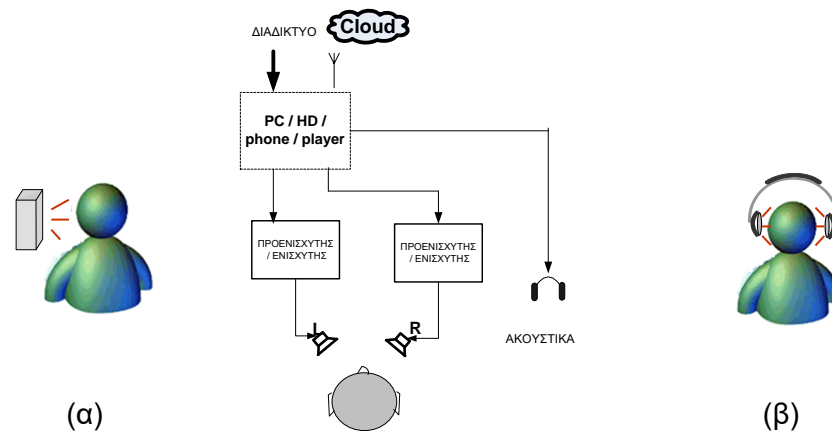 ΔΙΑΔΙΚΤΥΟ
Cloud
PC / HD /
phone / player
ΠΡΟΕΝΙΣΧΥΤΗΣ
/ ΕΝΙΣΧΥΤΗΣ
ΠΡΟΕΝΙΣΧΥΤΗΣ
/ ΕΝΙΣΧΥΤΗΣ
L
R
ΑΚΟΥΣΤΙΚΑ
(α)
(β)